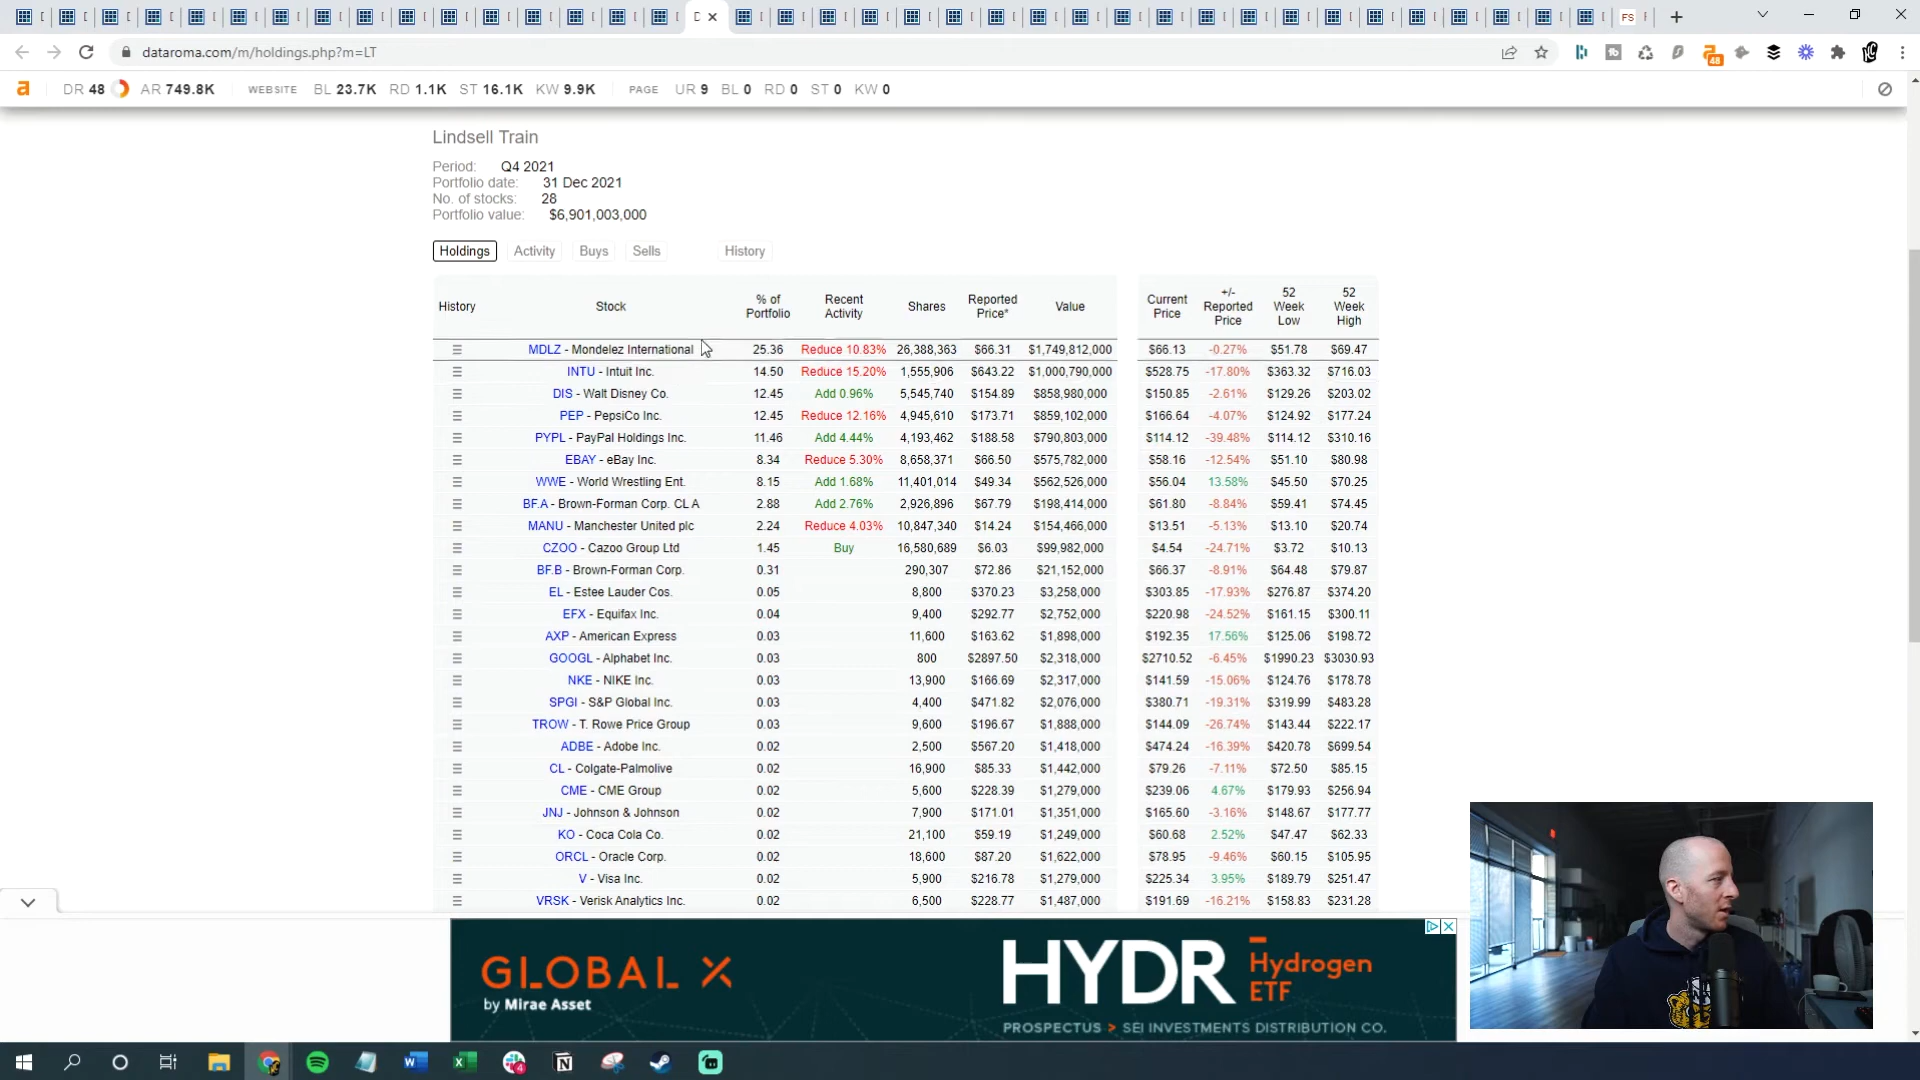 dataroma.com/m/holdings.php?m=LT
DR 48 AR 749.8K WEBSITE BL 23.7K RD 1.1K ST 16.1K KW 9.9K PAGE UR 9 BL 0 RD 0 ST 0 KW 0
Lindsell Train
Period: Q4 2021
Portfolio date: 31 Dec 2021
No. of stocks: 28
Portfolio value: $6,901,003,000
Holdings Activity Buys Sells History
History Stock % of Portfolio Recent Activity Shares Reported Price* Value Current Price +/- Reported Price 52 Week Low 52 Week High
MDLZ - Mondelez International 25.36 Reduce 10.83% 26,388,363 $66.31 $1,749,812,000 $66.13 -0.27% $51.78 $69.47
INTU - Intuit Inc. 14.50 Reduce 15.20% 1,555,906 $643.22 $1,000,790,000 $528.75 -17.80% $363.32 $716.03
DIS - Walt Disney Co. 12.45 Add 0.96% 5,545,740 $154.89 $858,980,000 $150.85 -2.61% $129.26 $203.02
PEP - PepsiCo Inc. 12.45 Reduce 12.16% 4,945,610 $173.71 $859,102,000 $166.64 -4.07% $124.92 $177.24
PYPL - PayPal Holdings Inc. 11.46 Add 4.44% 4,193,462 $188.58 $790,803,000 $114.12 -39.48% $114.12 $310.16
EBAY - eBay Inc. 8.34 Reduce 5.30% 8,658,371 $66.50 $575,782,000 $58.16 -12.54% $51.10 $80.98
WWE - World Wrestling Ent. 8.15 Add 1.68% 11,401,014 $49.34 $562,526,000 $56.04 13.58% $45.50 $70.25
BF.A - Brown-Forman Corp. CL A 2.88 Add 2.76% 2,926,896 $67.79 $198,414,000 $61.80 -8.84% $59.41 $74.45
MANU - Manchester United plc 2.24 Reduce 4.03% 10,847,340 $14.24 $154,466,000 $13.51 -5.13% $13.10 $20.74
CZOO - Cazoo Group Ltd 1.45 Buy 16,580,689 $6.03 $99,982,000 $4.54 -24.71% $3.72 $10.13
BF.B - Brown-Forman Corp. 0.31 290,307 $72.86 $21,152,000 $66.37 -8.91% $64.48 $79.87
EL - Estee Lauder Cos. 0.05 8,800 $370.23 $3,258,000 $303.85 -17.93% $276.87 $374.20
EFX - Equifax Inc. 0.04 9,400 $292.77 $2,752,000 $220.98 -24.52% $161.15 $300.11
AXP - American Express 0.03 11,600 $163.62 $1,898,000 $192.35 17.56% $125.06 $198.72
GOOGL - Alphabet Inc. 0.03 800 $2897.50 $2,318,000 $2710.52 -6.45% $1990.23 $3030.93
NKE - NIKE Inc. 0.03 13,900 $166.69 $2,317,000 $141.59 -15.06% $124.76 $178.78
SPGI - S&P Global Inc. 0.03 4,400 $471.82 $2,076,000 $380.71 -19.31% $319.99 $483.28
TROW - T. Rowe Price Group 0.03 9,600 $196.67 $1,888,000 $144.09 -26.74% $143.44 $222.17
ADBE - Adobe Inc. 0.02 2,500 $567.20 $1,418,000 $474.24 -16.39% $420.78 $699.54
CL - Colgate-Palmolive 0.02 16,900 $85.33 $1,442,000 $79.26 -7.11% $72.50 $85.15
CME - CME Group 0.02 5,600 $228.39 $1,279,000 $239.06 4.67% $179.93 $256.94
JNJ - Johnson & Johnson 0.02 7,900 $171.01 $1,351,000 $165.60 -3.16% $148.67 $177.77
KO - Coca Cola Co. 0.02 21,100 $59.19 $1,249,000 $60.68 2.52% $47.47 $62.33
ORCL - Oracle Corp. 0.02 18,600 $87.20 $1,622,000 $78.95 -9.46% $60.15 $105.95
V - Visa Inc. 0.02 5,900 $216.78 $1,279,000 $225.34 3.95% $189.79 $251.47
VRSK - Verisk Analytics Inc. 0.02 6,500 $228.77 $1,487,000 $191.69 -16.21% $158.83 $231.28
GLOBAL X
by Mirae Asset
HYDR Hydrogen ETF
PROSPECTUS > SEI INVESTMENTS DISTRIBUTION CO.